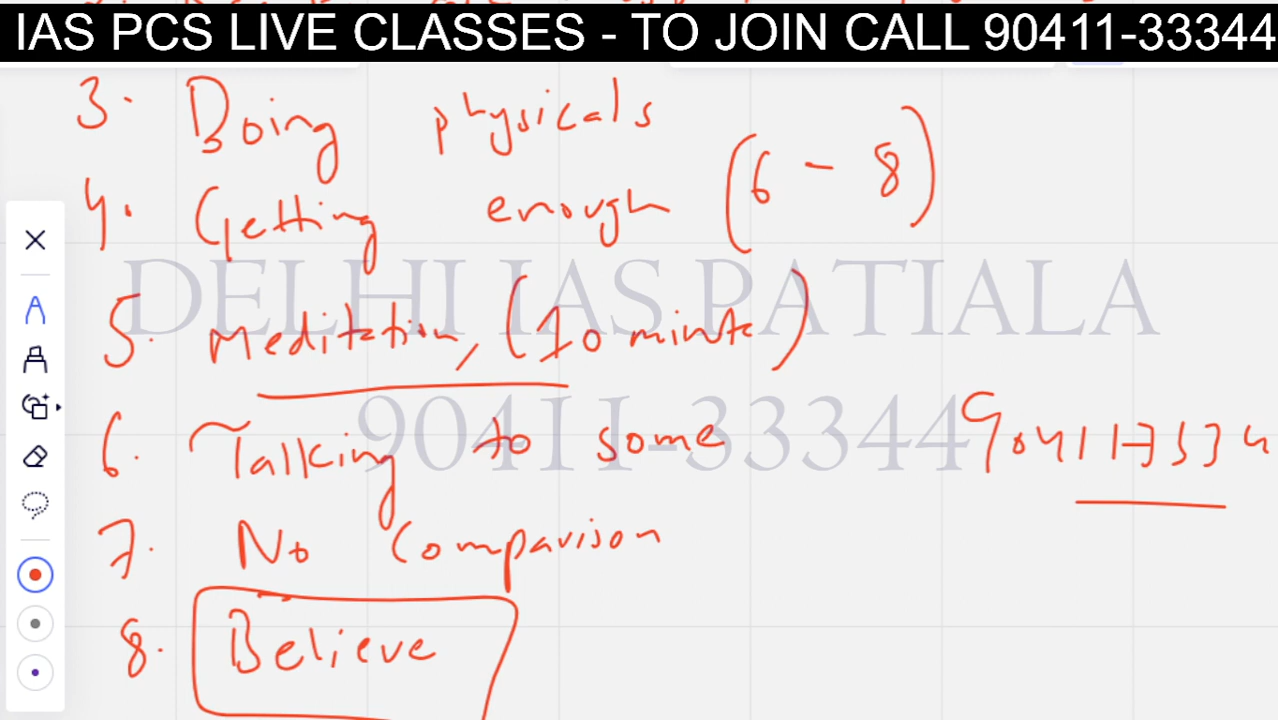 IAS PCS LIVE CLASSES - TO JOIN CALL 90411-33344
3. Doing physicals
4. Getting enough (6 - 8)
DELHI IAS PATIALA
5. Meditation, (10 minute)
90411-33344
6. Talking to some
7. No Comparison
8. Believe